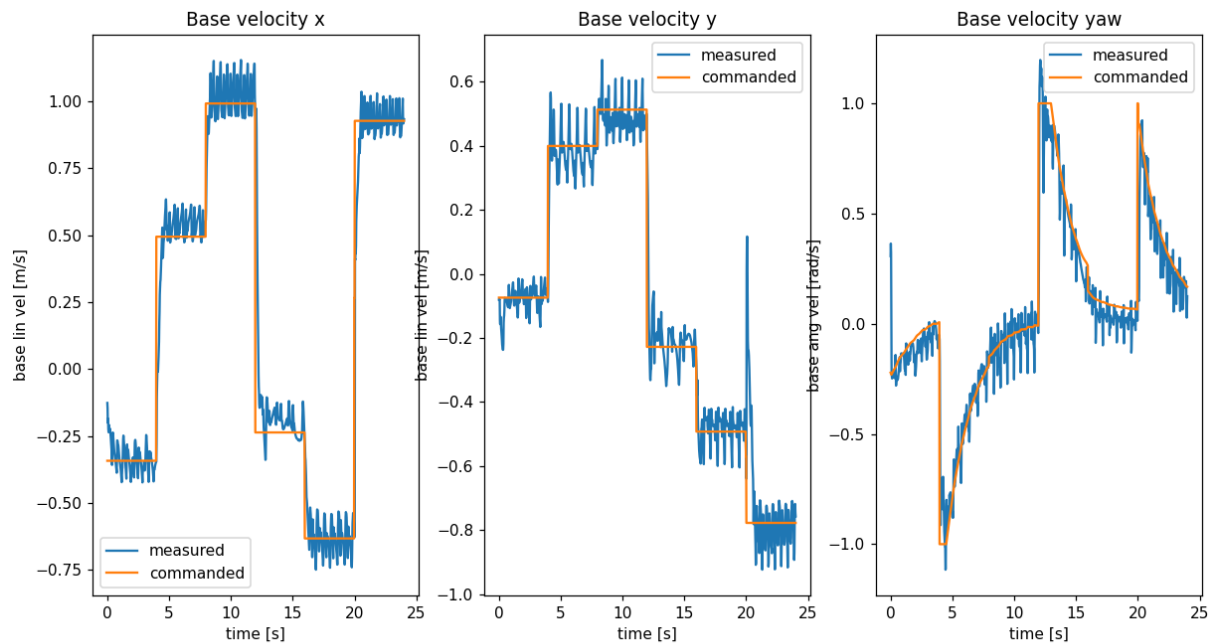 Base velocity x
base lin vel [m/s]
1.00
0.75
0.50
0.25
0.00
−0.25
−0.50
−0.75
measured
commanded
0
5
10
15
20
25
time [s]
Base velocity y
base lin vel [m/s]
0.6
0.4
0.2
0.0
−0.2
−0.4
−0.6
−0.8
−1.0
measured
commanded
0
5
10
15
20
25
time [s]
Base velocity yaw
base ang vel [rad/s]
1.0
0.5
0.0
−0.5
−1.0
measured
commanded
0
5
10
15
20
25
time [s]